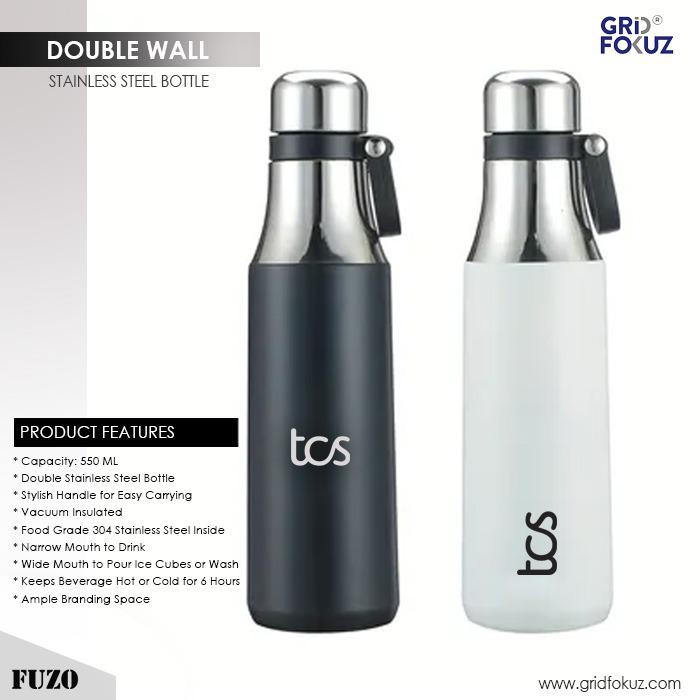 DOUBLE WALL
STAINLESS STEEL BOTTLE
GRiD®
FOKUZ
tcs
tcs
PRODUCT FEATURES
* Capacity: 550 ML
* Double Stainless Steel Bottle
* Stylish Handle for Easy Carrying
* Vacuum Insulated
* Food Grade 304 Stainless Steel Inside
* Narrow Mouth to Drink
* Wide Mouth to Pour Ice Cubes or Wash
* Keeps Beverage Hot or Cold for 6 Hours
* Ample Branding Space
FUZO
www.gridfokuz.com